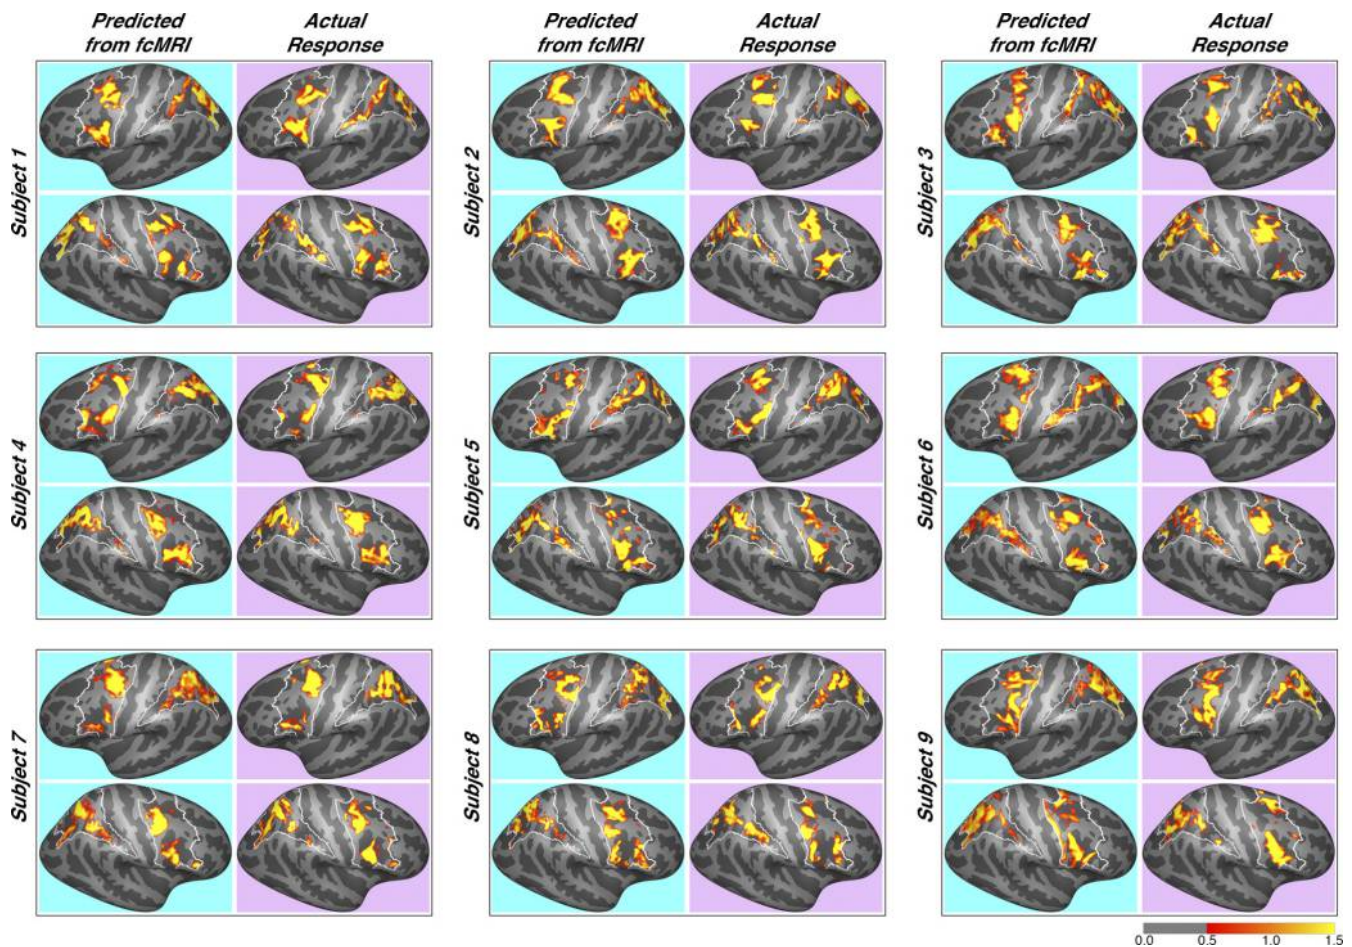 Predicted
from fcMRI
Actual
Response
Predicted
from fcMRI
Actual
Response
Predicted
from fcMRI
Actual
Response
Subject 1
Subject 2
Subject 3
Subject 4
Subject 5
Subject 6
Subject 7
Subject 8
Subject 9
0.0 0.5 1.0 1.5